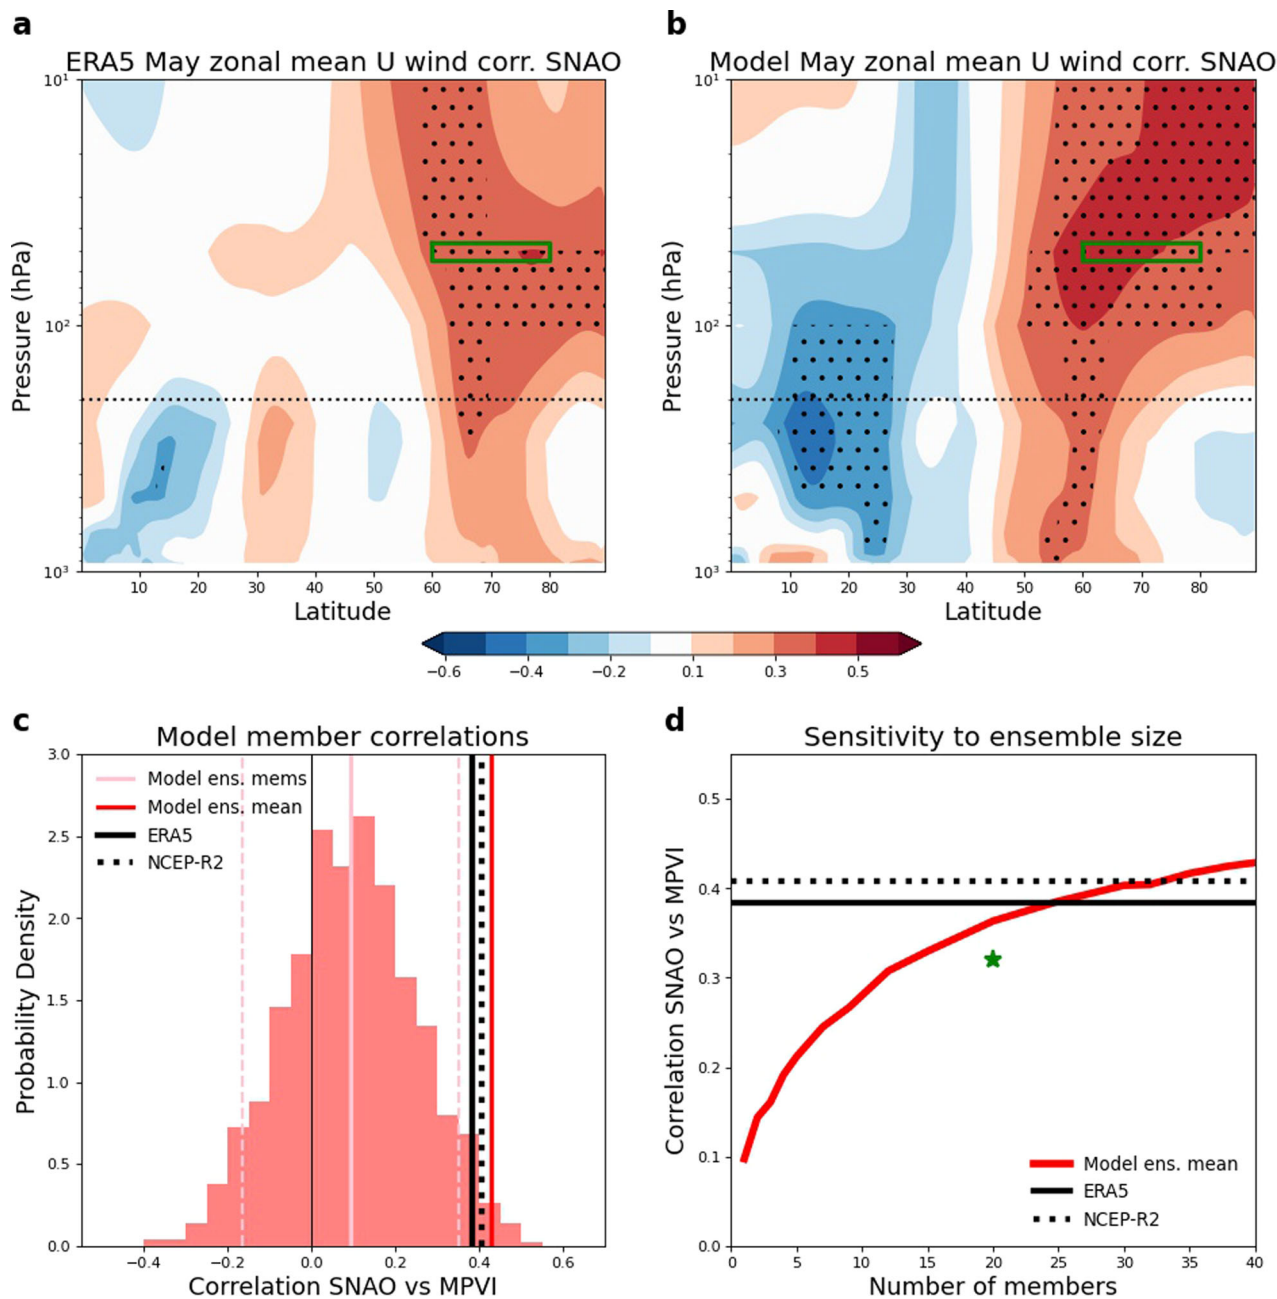 a
ERA5 May zonal mean U wind corr. SNAO
10¹
10²
10³
Pressure (hPa)
10 20 30 40 50 60 70 80
Latitude
b
Model May zonal mean U wind corr. SNAO
10¹
10²
10³
Pressure (hPa)
10 20 30 40 50 60 70 80
Latitude
−0.6 −0.4 −0.2 0.1 0.3 0.5
c
Model member correlations
Model ens. mems
Model ens. mean
ERA5
NCEP-R2
3.0
2.5
2.0
1.5
1.0
0.5
0.0
Probability Density
−0.4 −0.2 0.0 0.2 0.4 0.6
Correlation SNAO vs MPVI
d
Sensitivity to ensemble size
0.5
0.4
0.3
0.2
0.1
0.0
Correlation SNAO vs MPVI
Model ens. mean
ERA5
NCEP-R2
0 5 10 15 20 25 30 35 40
Number of members